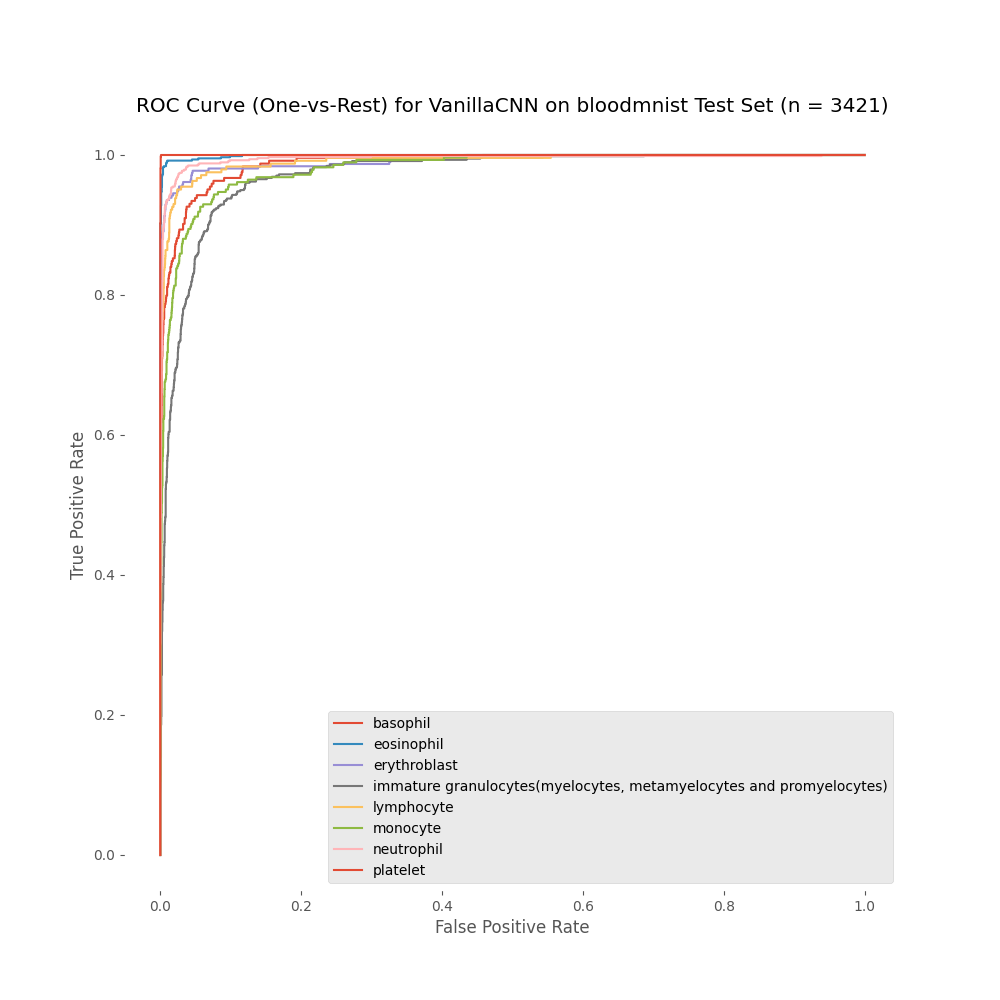 ROC Curve (One-vs-Rest) for VanillaCNN on bloodmnist Test Set (n = 3421)
1.0
0.8
0.6
0.4
0.2
0.0
True Positive Rate
basophil
eosinophil
erythroblast
immature granulocytes(myelocytes, metamyelocytes and promyelocytes)
lymphocyte
monocyte
neutrophil
platelet
0.0 0.2 0.4 0.6 0.8 1.0
False Positive Rate